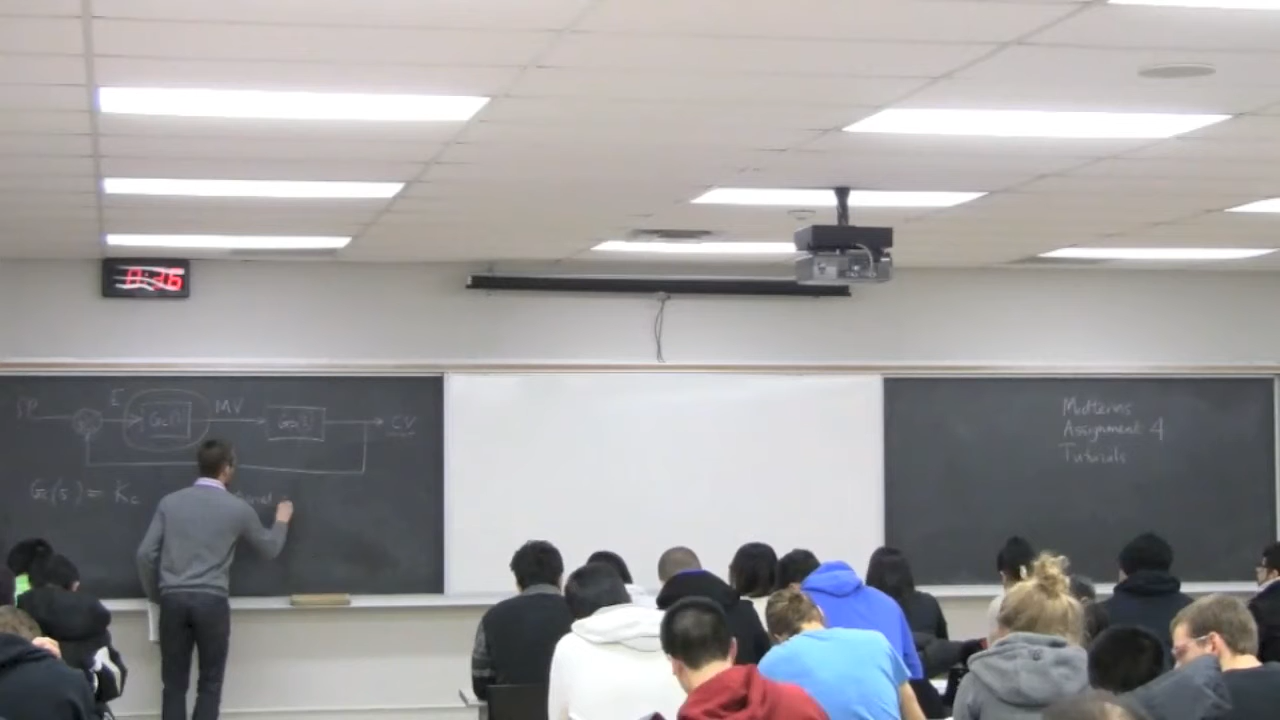 SP E Gc(s) MV Gp(s) CV
Gc(s) = Kc
Midterms
Assignment 4
Tutorials